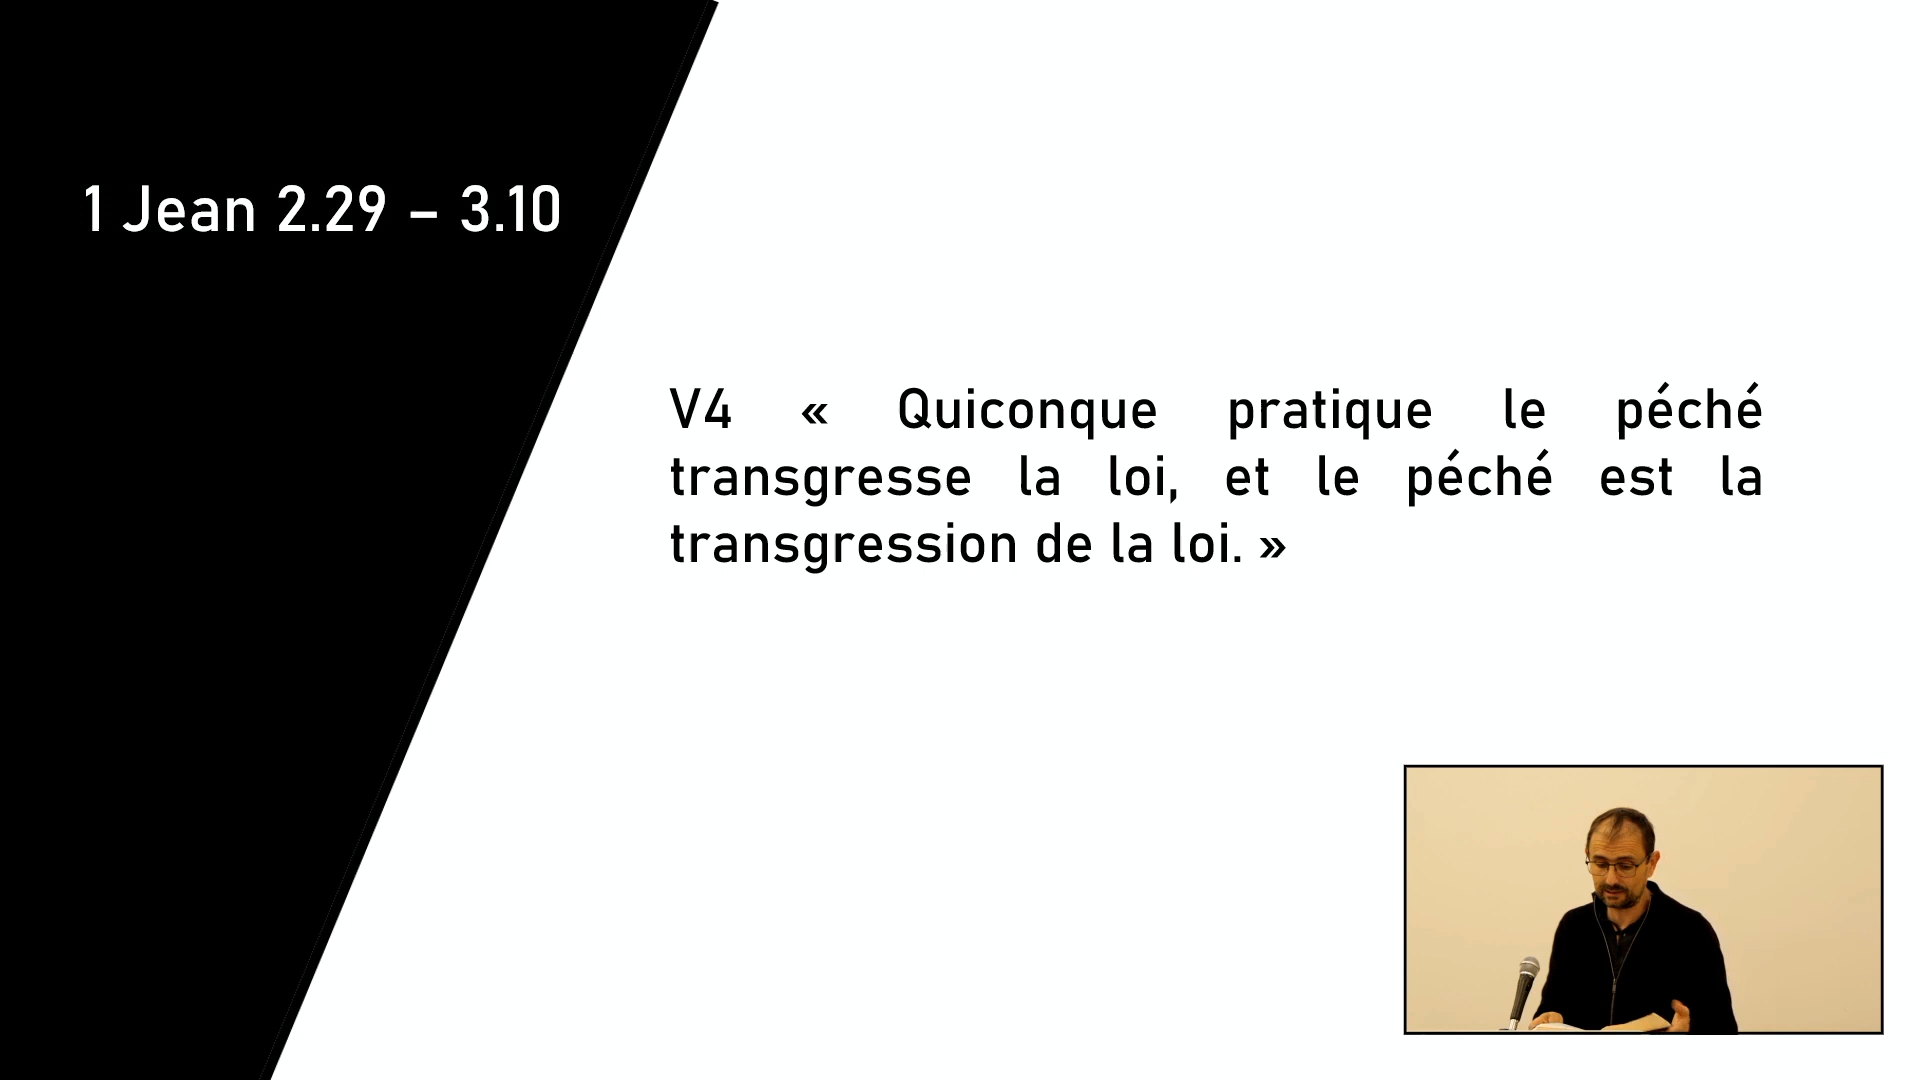 1 Jean 2.29 – 3.10
V4 « Quiconque pratique le péché
transgresse la loi, et le péché est la
transgression de la loi. »